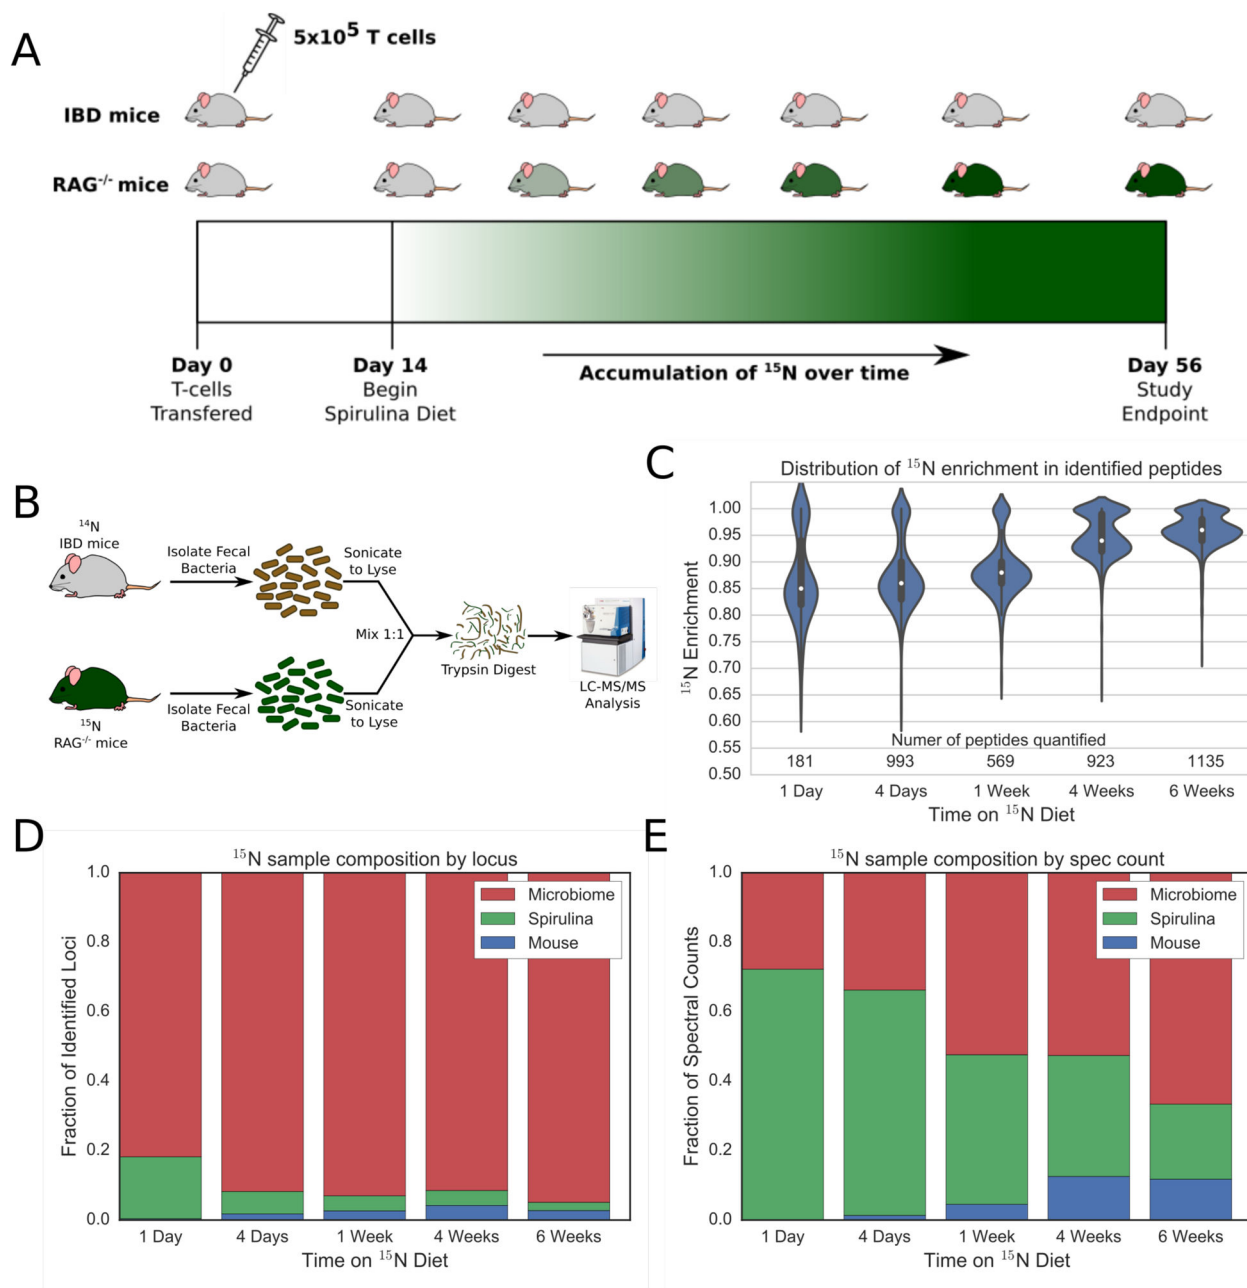 A
5x10⁵ T cells
IBD mice
RAG⁻/⁻ mice
Day 0
T-cells
Transfered
Day 14
Begin
Spirulina Diet
Accumulation of ¹⁵N over time
Day 56
Study
Endpoint
B
¹⁴N
IBD mice
Isolate Fecal
Bacteria
Sonicate
to Lyse
Mix 1:1
Trypsin Digest
LC-MS/MS
Analysis
¹⁵N
RAG⁻/⁻ mice
Isolate Fecal
Bacteria
Sonicate
to Lyse
C
Distribution of ¹⁵N enrichment in identified peptides
¹⁵N Enrichment
1.00
0.95
0.90
0.85
0.80
0.75
0.70
0.65
0.60
0.55
0.50
Numer of peptides quantified
181 993 569 923 1135
1 Day 4 Days 1 Week 4 Weeks 6 Weeks
Time on ¹⁵N Diet
D
¹⁵N sample composition by locus
Fraction of Identified Loci
1.0
0.8
0.6
0.4
0.2
0.0
Microbiome
Spirulina
Mouse
1 Day 4 Days 1 Week 4 Weeks 6 Weeks
Time on ¹⁵N Diet
E
¹⁵N sample composition by spec count
Fraction of Spectral Counts
1.0
0.8
0.6
0.4
0.2
0.0
Microbiome
Spirulina
Mouse
1 Day 4 Days 1 Week 4 Weeks 6 Weeks
Time on ¹⁵N Diet